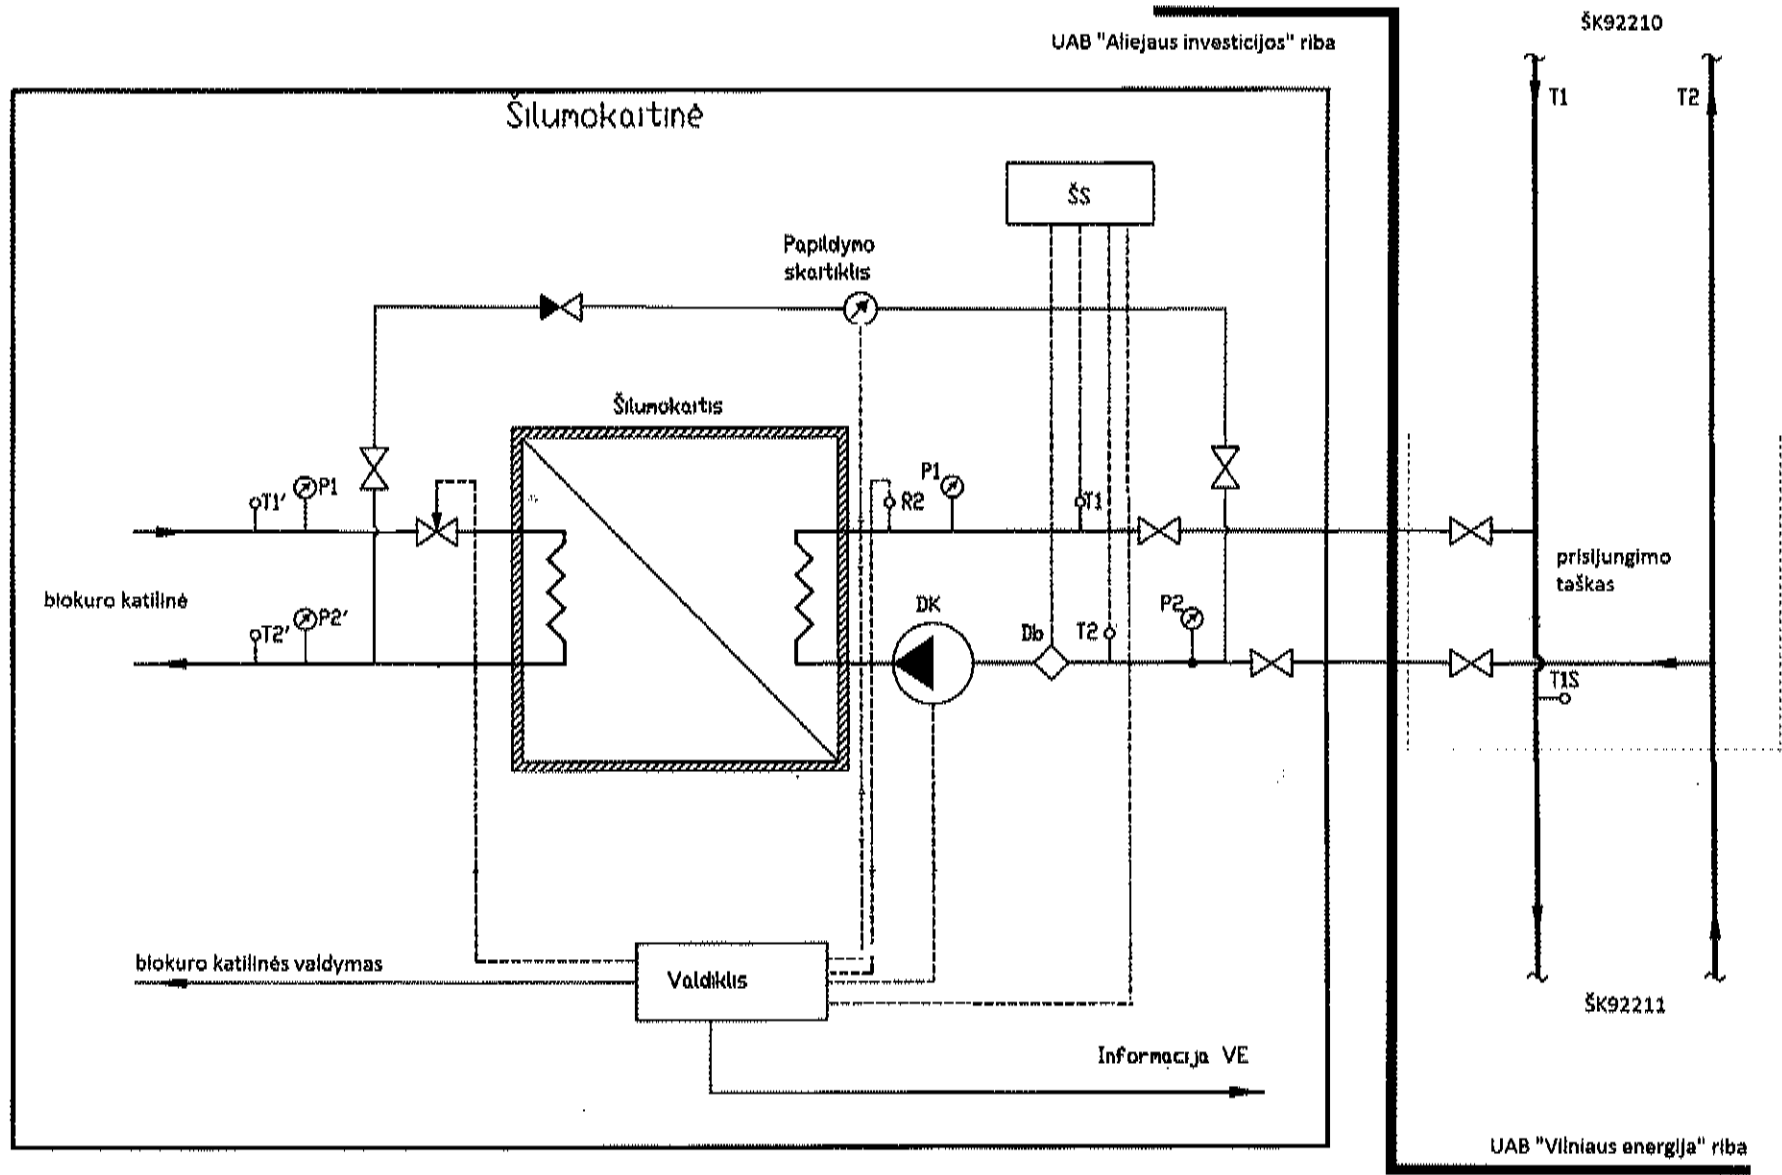 ŠK92210
UAB "Aliejaus investicijos" riba
T1
T2
Šilumokaitinė
ŠS
Papildymo
skaitiklis
Šilumokaitis
T1'
P1
R2
P1
T1
prisijungimo
taškas
biokuro katilinė
T2'
P2'
DK
Db
T2
P2
T1S
biokuro katilinės valdymas
Valdiklis
ŠK92211
Informacija VE
UAB "Vilniaus energija" riba